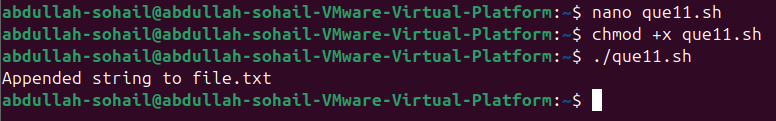 abdullah-sohail@abdullah-sohail-VMware-Virtual-Platform:~$ nano que11.sh
abdullah-sohail@abdullah-sohail-VMware-Virtual-Platform:~$ chmod +x que11.sh
abdullah-sohail@abdullah-sohail-VMware-Virtual-Platform:~$ ./que11.sh
Appended string to file.txt
abdullah-sohail@abdullah-sohail-VMware-Virtual-Platform:~$